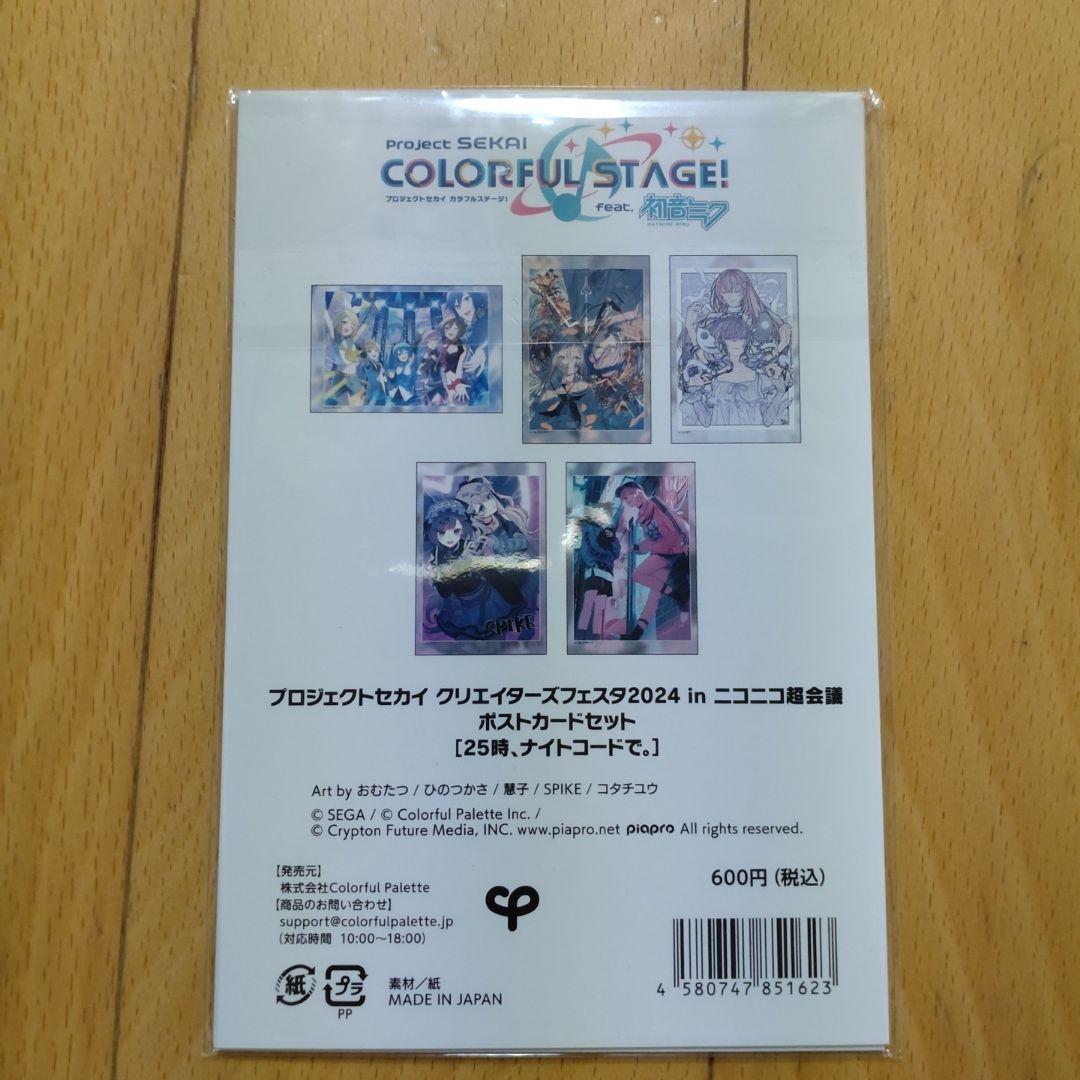 Project SEKAI
COLORFUL STAGE!
プロジェクトセカイ カラフルステージ!
feat. 初音ミク
HATSUNE MIKU
SPIKE
プロジェクトセカイ クリエイターズフェスタ2024 in ニコニコ超会議
ポストカードセット
[25時、ナイトコードで。]
Art by おむたつ / ひのつかさ / 慧子 / SPIKE / コタチユウ
© SEGA / © Colorful Palette Inc. /
© Crypton Future Media, INC. www.piapro.net piapro All rights reserved.
【発売元】
株式会社Colorful Palette
【商品のお問い合わせ】
support@colorfulpalette.jp
(対応時間 10:00~18:00)
600円 (税込)
紙
プラ
PP
素材/紙
MADE IN JAPAN
4 580747 851623